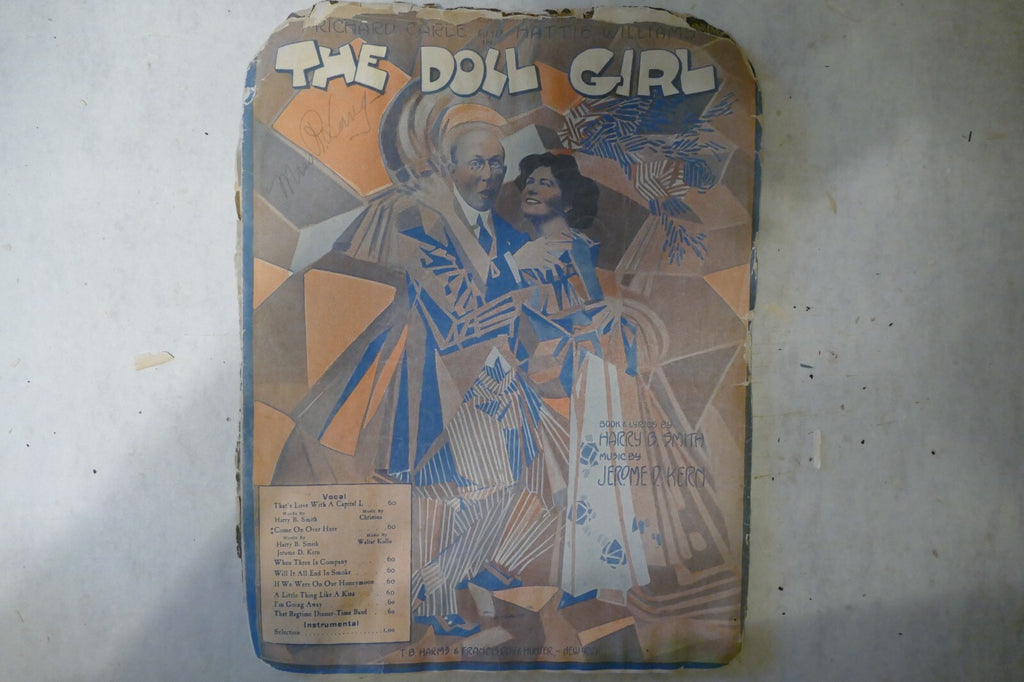 RICHARD CARLE AND HATTIE WILLIAMS
IN
THE DOLL GIRL
BOOK & LYRICS BY
HARRY B. SMITH
MUSIC BY
JEROME D. KERN
Vocal
That's Love With A Capital L 60
Words By Music By
Harry B. Smith Christine
Come On Over Here .60
Words By Music By
Harry B. Smith Walter Kollo
Jerome D. Kern
When Three Is Company 60
Will It All End In Smoke 60
If We Were On Our Honeymoon .60
A Little Thing Like A Kiss 60
I'm Going Away 60
That Ragtime Dinner-Time Band 60
Instrumental
Selection 1.00
T. B. HARMS & FRANCIS, DAY & HUNTER - NEW YORK